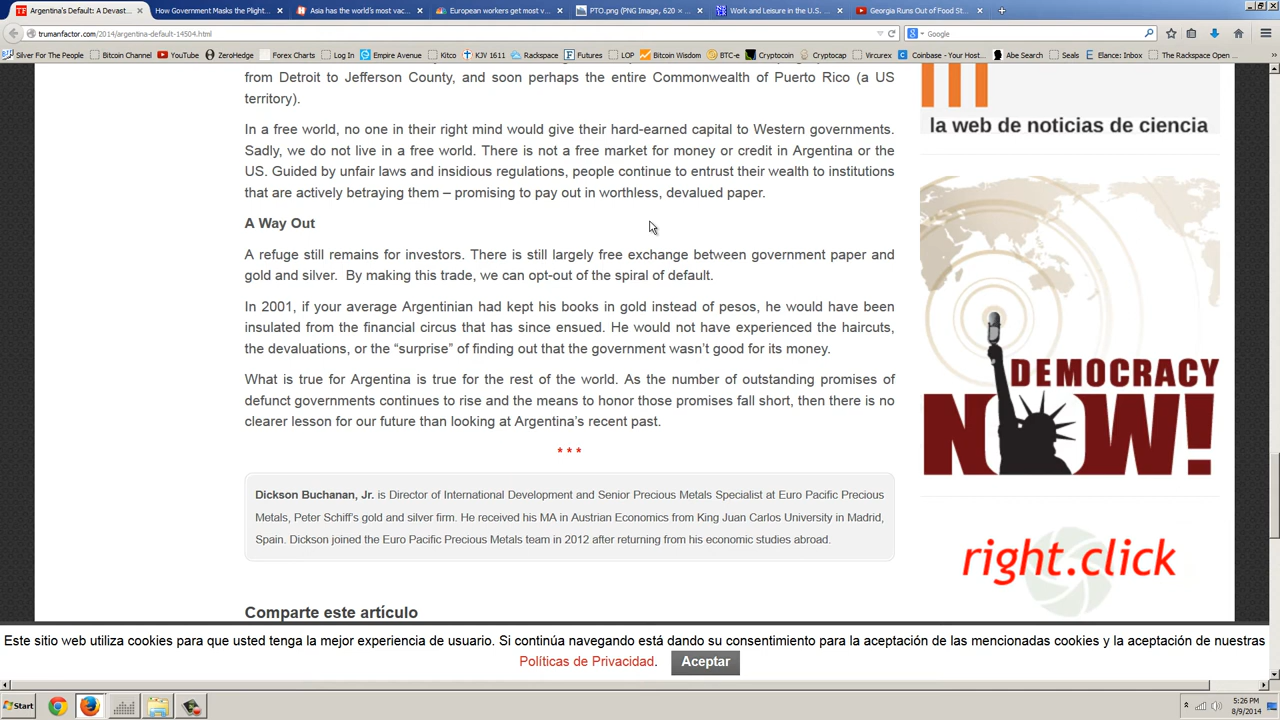 Argentina's Default: A Devast...
How Government Masks the Plight...
Asia has the world's most vac...
European workers get most v...
PTO.png (PNG Image, 620 × ...
Work and Leisure in the U.S. ...
Georgia Runs Out of Food St...
trumanfactor.com/2014/argentina-default-14504.html
Google
Silver For The People
Bitcoin Channel
YouTube
ZeroHedge
Forex Charts
Log In
Empire Avenue
Kitco
KJV 1611
Rackspace
Futures
LOP
Bitcoin Wisdom
BTC-e
Cryptocoin
Cryptocap
Vircurex
Coinbase - Your Host...
Abe Search
Seals
Elance: Inbox
The Rackspace Open ...
from Detroit to Jefferson County, and soon perhaps the entire Commonwealth of Puerto Rico (a US
territory).
In a free world, no one in their right mind would give their hard-earned capital to Western governments.
Sadly, we do not live in a free world. There is not a free market for money or credit in Argentina or the
US. Guided by unfair laws and insidious regulations, people continue to entrust their wealth to institutions
that are actively betraying them – promising to pay out in worthless, devalued paper.
A Way Out
A refuge still remains for investors. There is still largely free exchange between government paper and
gold and silver. By making this trade, we can opt-out of the spiral of default.
In 2001, if your average Argentinian had kept his books in gold instead of pesos, he would have been
insulated from the financial circus that has since ensued. He would not have experienced the haircuts,
the devaluations, or the “surprise” of finding out that the government wasn’t good for its money.
What is true for Argentina is true for the rest of the world. As the number of outstanding promises of
defunct governments continues to rise and the means to honor those promises fall short, then there is no
clearer lesson for our future than looking at Argentina’s recent past.
* * *
Dickson Buchanan, Jr. is Director of International Development and Senior Precious Metals Specialist at Euro Pacific Precious
Metals, Peter Schiff’s gold and silver firm. He received his MA in Austrian Economics from King Juan Carlos University in Madrid,
Spain. Dickson joined the Euro Pacific Precious Metals team in 2012 after returning from his economic studies abroad.
Comparte este artículo
la web de noticias de ciencia
DEMOCRACY
NOW!
right.click
Este sitio web utiliza cookies para que usted tenga la mejor experiencia de usuario. Si continúa navegando está dando su consentimiento para la aceptación de las mencionadas cookies y la aceptación de nuestras
Políticas de Privacidad.
Aceptar
Start
5:26 PM
8/9/2014